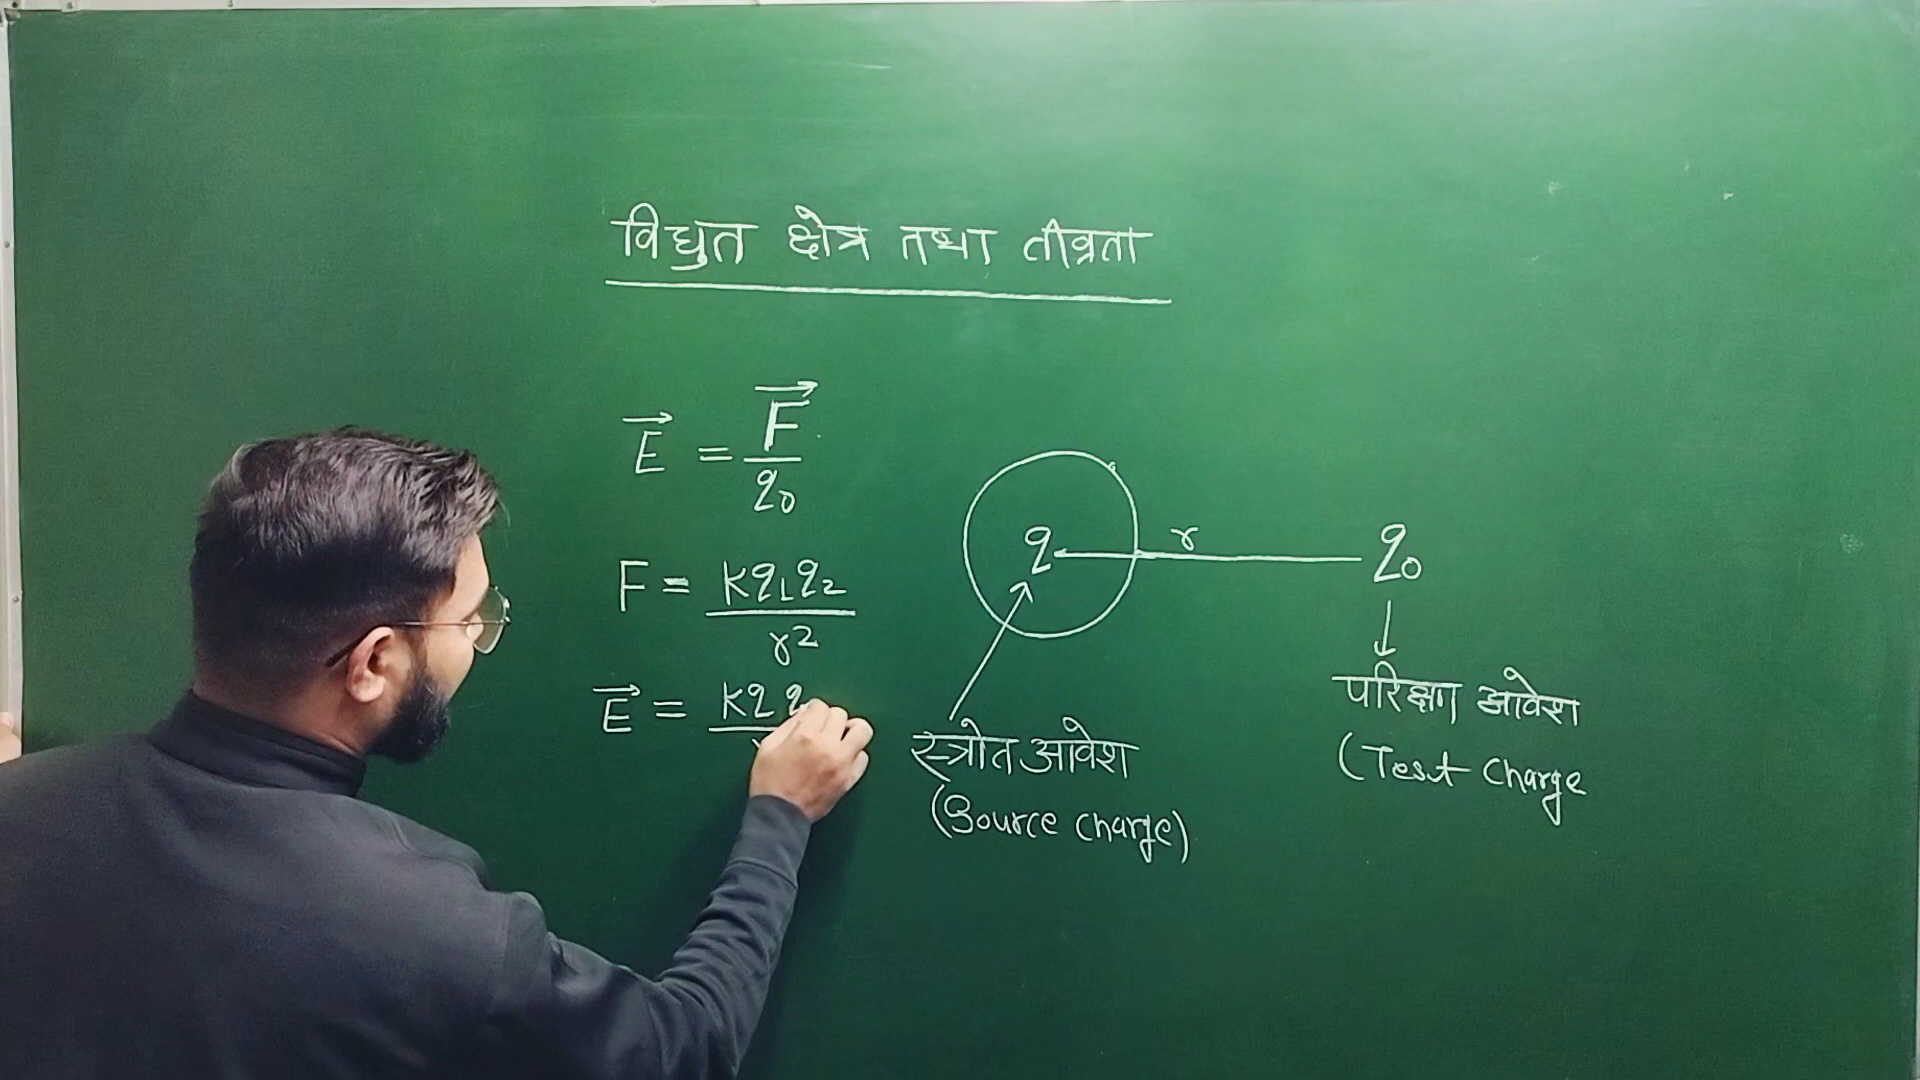 विद्युत क्षेत्र तथा तीव्रता
E⃗ = F⃗ / q₀
F = Kq₁q₂ / r²
E⃗ = Kq q
q r q₀
स्त्रोत आवेश
(Source charge)
परिक्षण आवेश
(Test charge